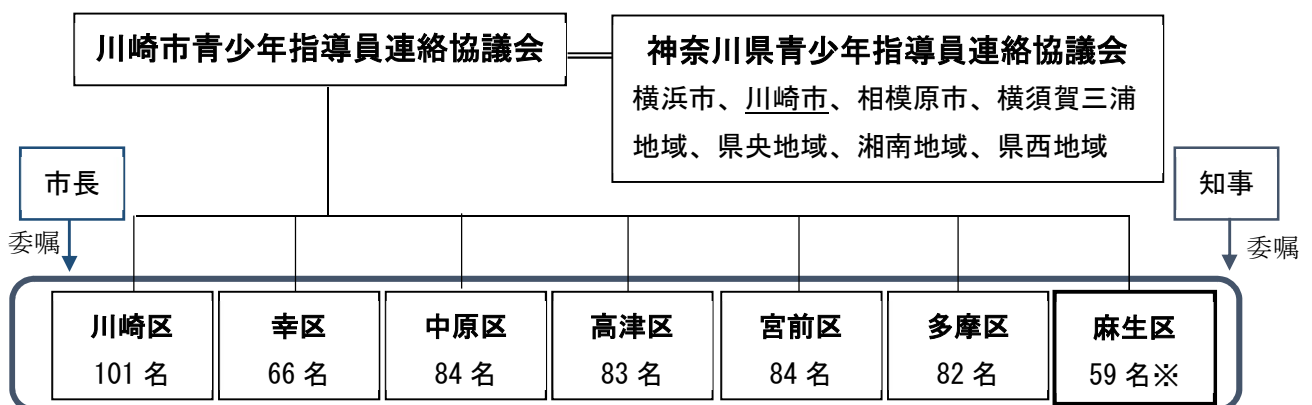 川崎市青少年指導員連絡協議会
神奈川県青少年指導員連絡協議会
横浜市、川崎市、相模原市、横須賀三浦
地域、県央地域、湘南地域、県西地域
市長
知事
委嘱
委嘱
川崎区
101 名
幸区
66 名
中原区
84 名
高津区
83 名
宮前区
84 名
多摩区
82 名
麻生区
59 名※